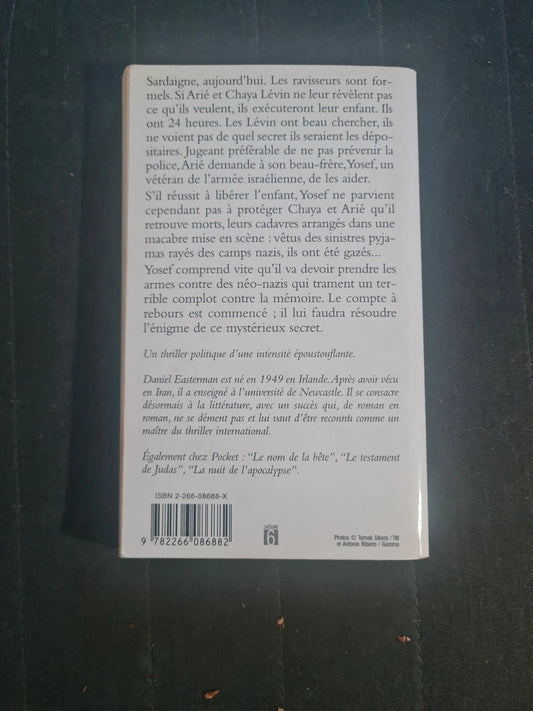 Sardaigne, aujourd'hui. Les ravisseurs sont for-
mels. Si Arié et Chaya Lévin ne leur révèlent pas
ce qu'ils veulent, ils exécuteront leur enfant. Ils
ont 24 heures. Les Lévin ont beau chercher, ils
ne voient pas de quel secret ils seraient les dépo-
sitaires. Jugeant préférable de ne pas prévenir la
police, Arié demande à son beau-frère, Yosef, un
vétéran de l'armée israélienne, de les aider.
S'il réussit à libérer l'enfant, Yosef ne parvient
cependant pas à protéger Chaya et Arié qu'il
retrouve morts, leurs cadavres arrangés dans une
macabre mise en scène : vêtus des sinistres pyja-
mas rayés des camps nazis, ils ont été gazés...
Yosef comprend vite qu'il va devoir prendre les
armes contre des néo-nazis qui trament un ter-
rible complot contre la mémoire. Le compte à
rebours est commencé ; il lui faudra résoudre
l'énigme de ce mystérieux secret.
Un thriller politique d'une intensité époustouflante.
Daniel Easterman est né en 1949 en Irlande. Après avoir vécu
en Iran, il a enseigné à l'université de Newcastle. Il se consacre
désormais à la littérature, avec un succès qui, de roman en
roman, ne se dément pas et lui vaut d'être reconnu comme un
maître du thriller international.
Également chez Pocket : "Le nom de la bête", "Le testament
de Judas", "La nuit de l'apocalypse".
ISBN 2-266-08688-X
9 782266 086882
CATÉGORIE
6
Photos © Tomek Sikora / TIB
et Antonio Ribeiro / Gamma